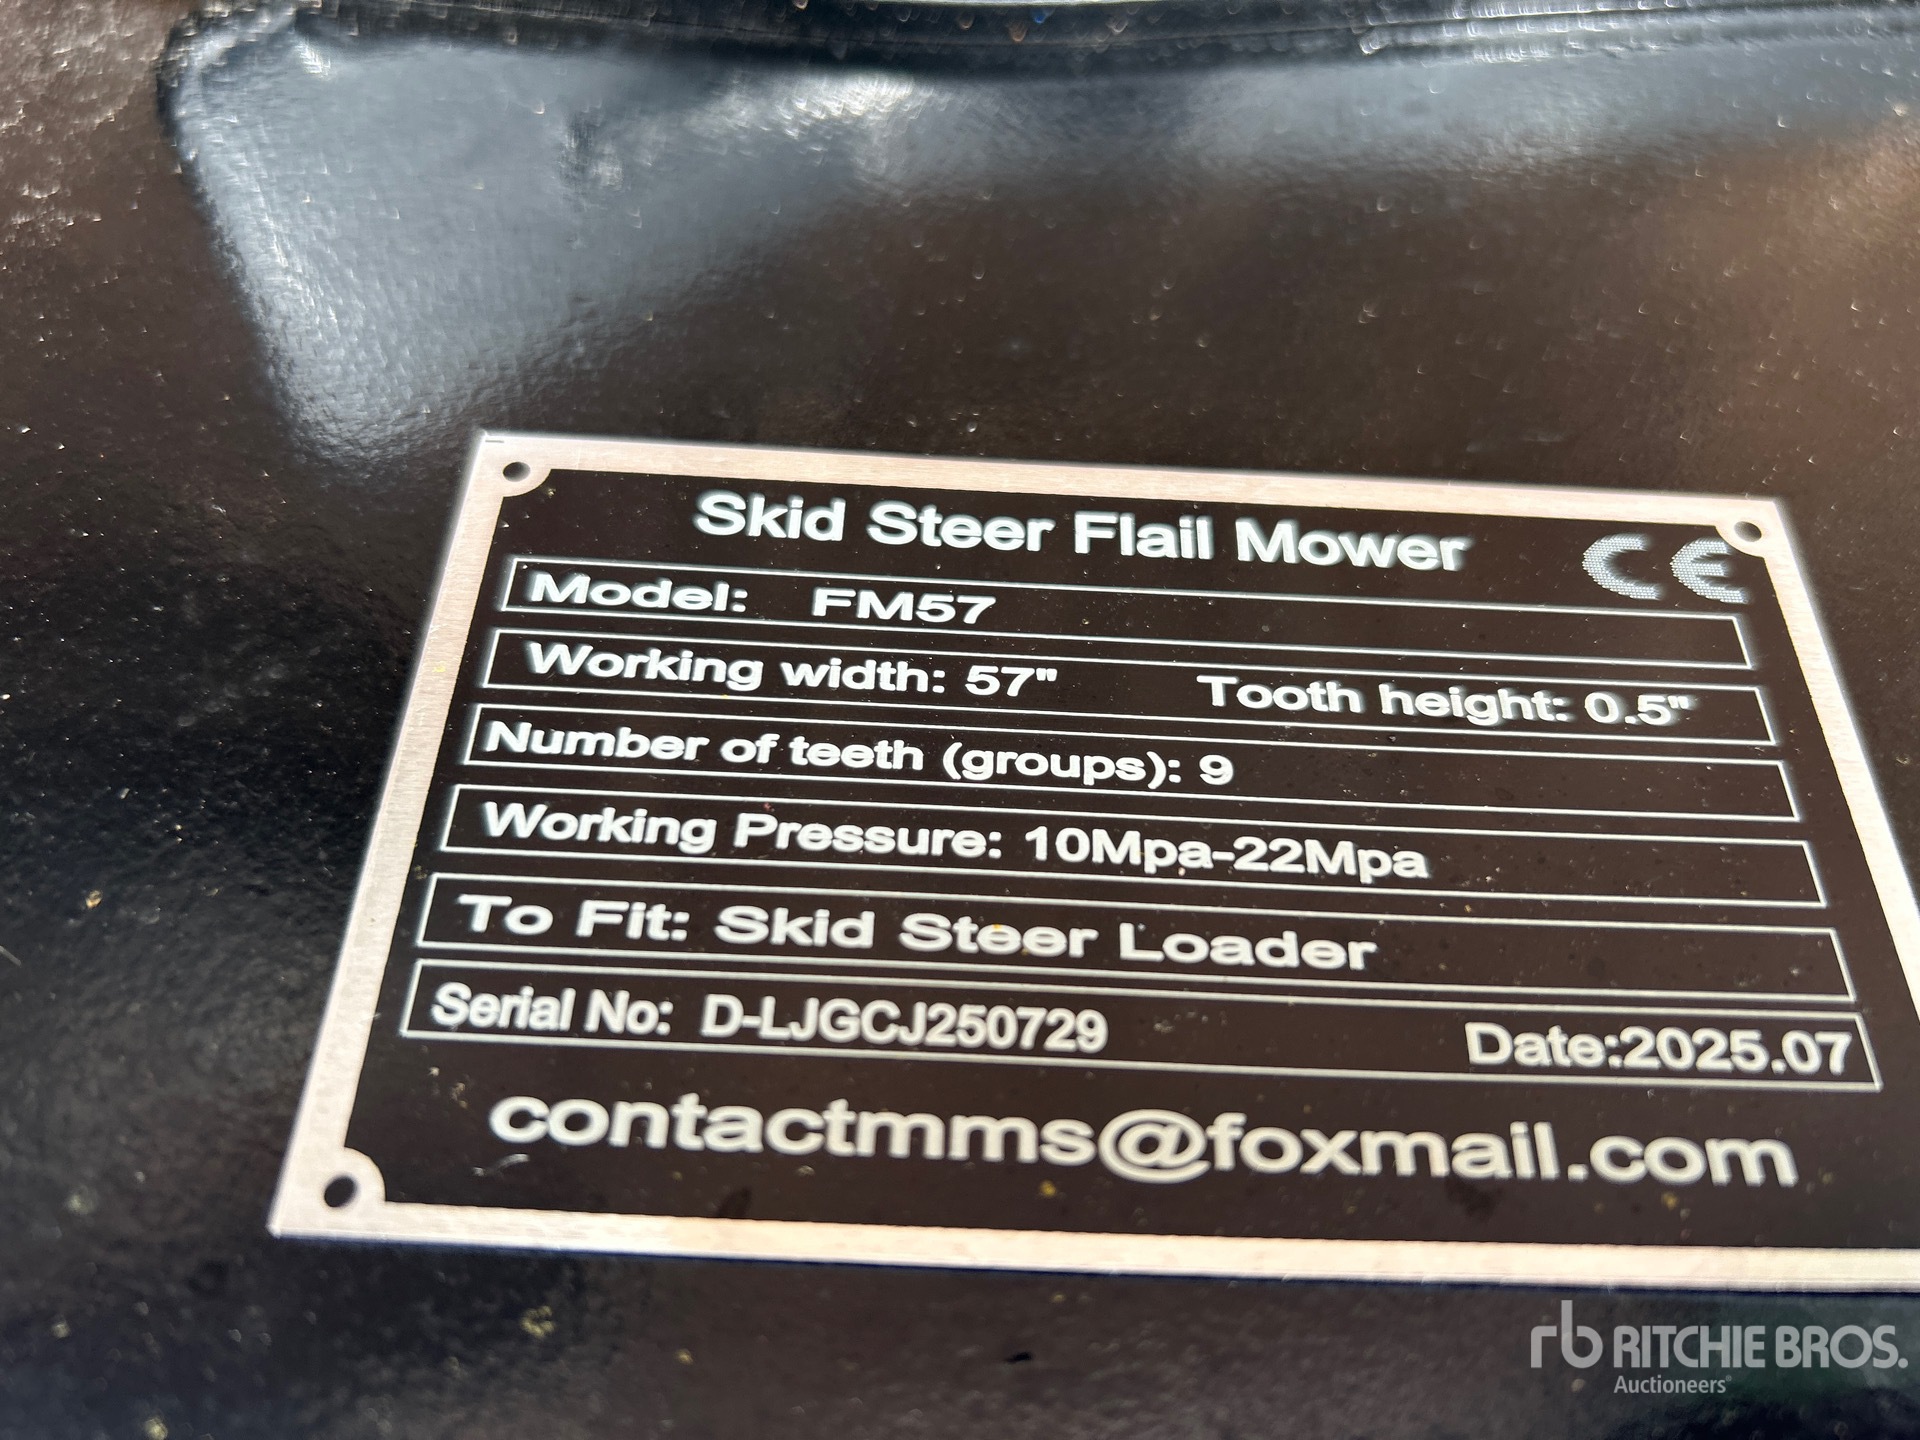 Skid Steer Flail Mower
CE
Model: FM57
Working width: 57" Tooth height: 0.5"
Number of teeth (groups): 9
Working Pressure: 10Mpa-22Mpa
To Fit: Skid Steer Loader
Serial No: D-LJGCJ250729 Date:2025.07
contactmms@foxmail.com
rb RITCHIE BROS.
Auctioneers